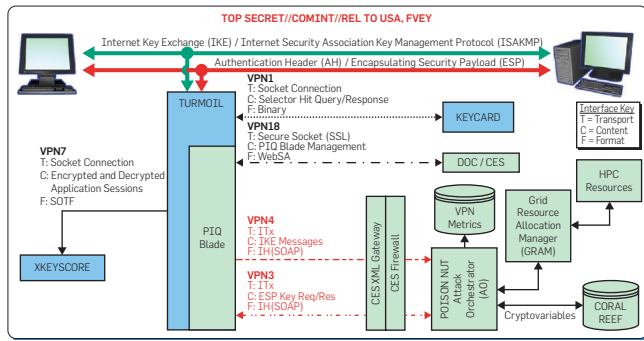 TOP SECRET//COMINT//REL TO USA, FVEY
Internet Key Exchange (IKE) / Internet Security Association Key Management Protocol (ISAKMP)
Authentication Header (AH) / Encapsulating Security Payload (ESP)
TURMOIL
VPN1
T: Socket Connection
C: Selector Hit Query/Response
F: Binary
KEYCARD
Interface Key
T = Transport
C = Content
F = Format
VPN18
T: Secure Socket (SSL)
C: PIQ Blade Management
F: WebSA
DOC / CES
VPN7
T: Socket Connection
C: Encrypted and Decrypted
Application Sessions
F: SOTF
PIQ
Blade
XKEYSCORE
VPN4
T: ITx
C: IKE Messages
F: IH(SOAP)
VPN3
T: ITx
C: ESP Key Req/Res
F: IH(SOAP)
CES XML Gateway
CES Firewall
VPN
Metrics
POISON NUT
Attack
Orchestrator
(AO)
Grid
Resource
Allocation
Manager
(GRAM)
HPC
Resources
Cryptovariables
CORAL
REEF